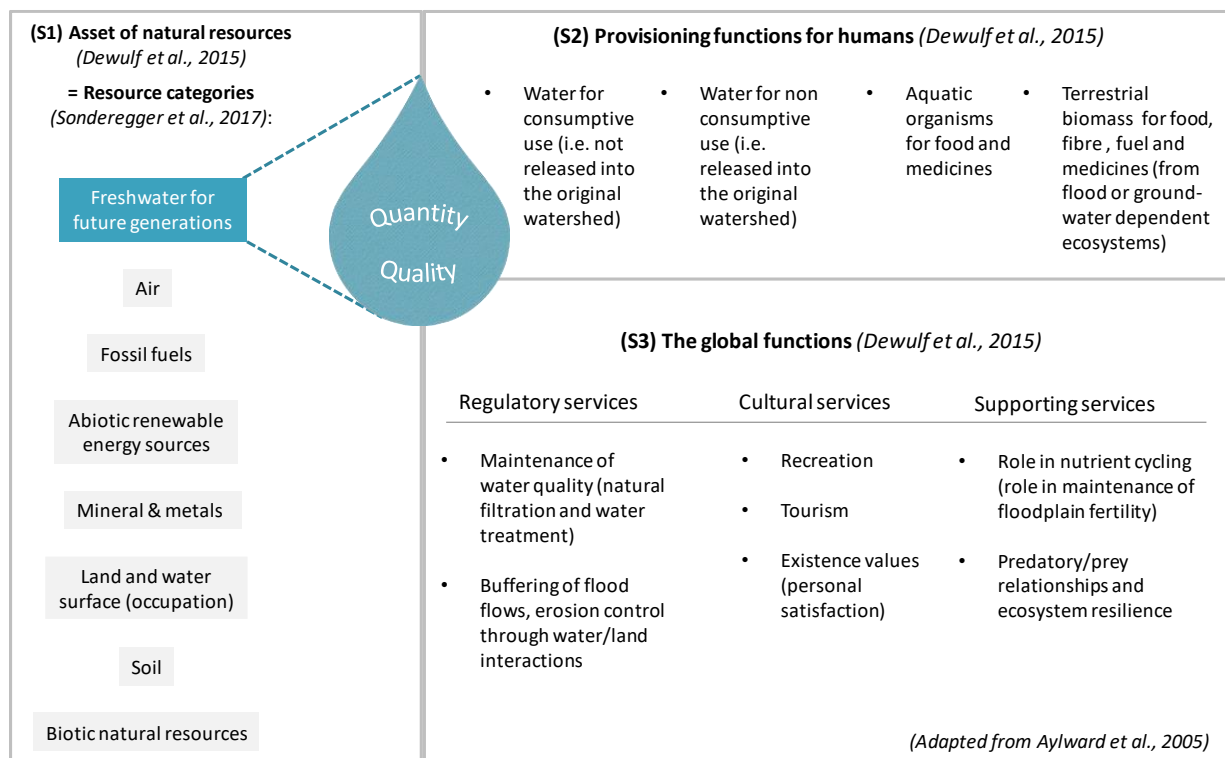 (S1) Asset of natural resources
(Dewulf et al., 2015)
= Resource categories
(Sonderegger et al., 2017):
Freshwater for
future generations
Air
Fossil fuels
Abiotic renewable
energy sources
Mineral & metals
Land and water
surface (occupation)
Soil
Biotic natural resources
Quantity
Quality
(S2) Provisioning functions for humans (Dewulf et al., 2015)
• Water for
consumptive
use (i.e. not
released into
the original
watershed)
• Water for non
consumptive
use (i.e.
released into
the original
watershed)
• Aquatic
organisms
for food and
medicines
• Terrestrial
biomass for food,
fibre , fuel and
medicines (from
flood or ground-
water dependent
ecosystems)
(S3) The global functions (Dewulf et al., 2015)
Regulatory services
• Maintenance of
water quality (natural
filtration and water
treatment)
• Buffering of flood
flows, erosion control
through water/land
interactions
Cultural services
• Recreation
• Tourism
• Existence values
(personal
satisfaction)
Supporting services
• Role in nutrient cycling
(role in maintenance of
floodplain fertility)
• Predatory/prey
relationships and
ecosystem resilience
(Adapted from Aylward et al., 2005)